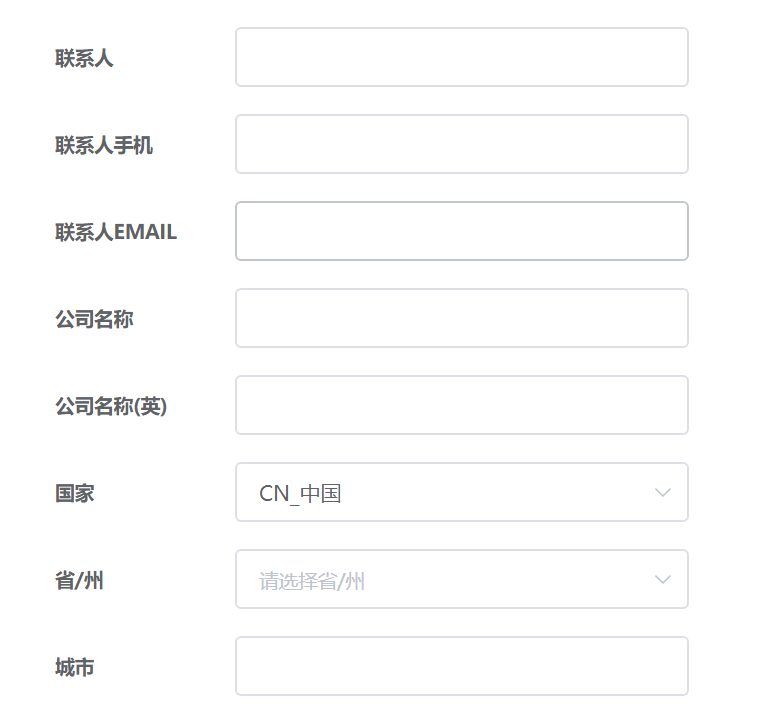 联系人
联系人手机
联系人EMAIL
公司名称
公司名称(英)
国家 CN_中国
省/州 请选择省/州
城市